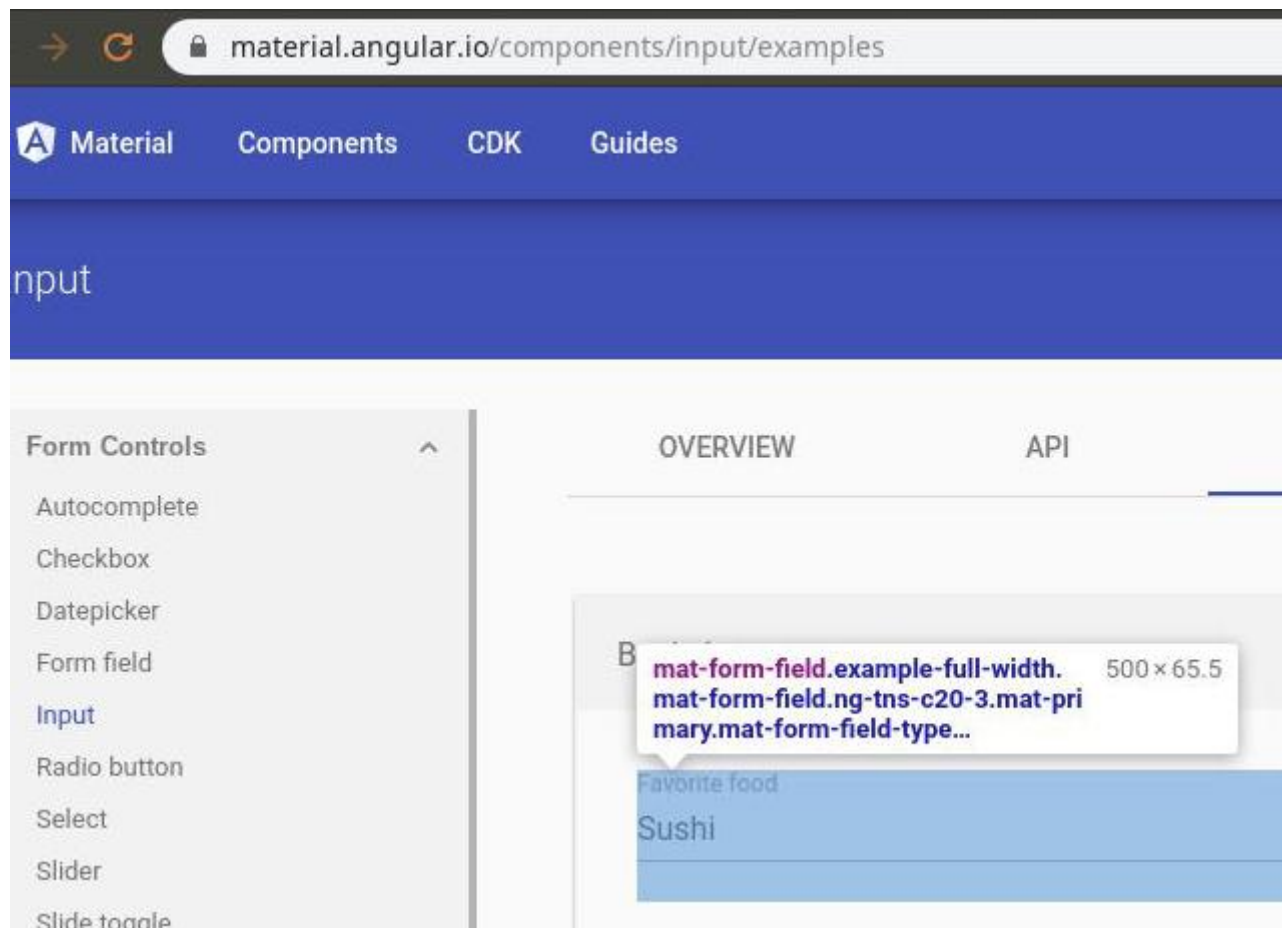 material.angular.io/components/input/examples
Material Components CDK Guides
nput
Form Controls
Autocomplete
Checkbox
Datepicker
Form field
Input
Radio button
Select
Slider
Slide toggle
OVERVIEW API
mat-form-field.example-full-width. 500 × 65.5
mat-form-field.ng-tns-c20-3.mat-pri
mary.mat-form-field-type...
Favorite food
Sushi